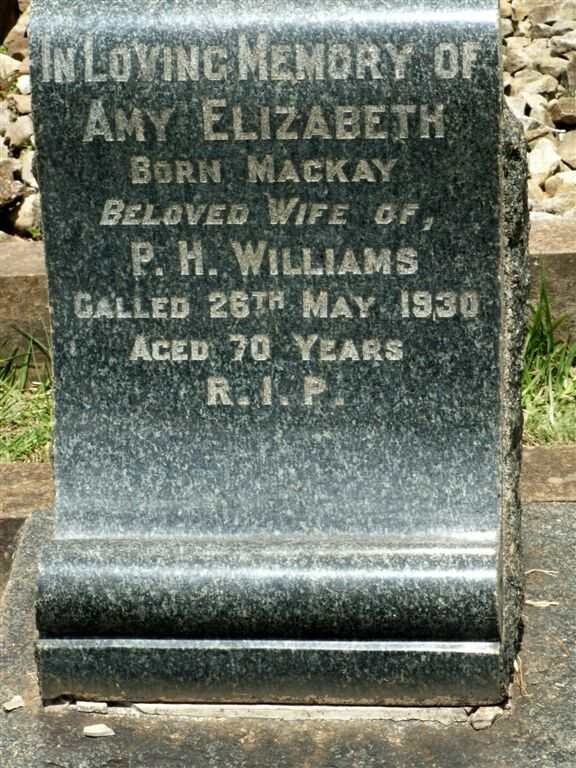 In Loving Memory of
Amy Elizabeth
Born Mackay
Beloved Wife of,
P. H. Williams
Called 26th May 1930
Aged 70 Years
R.I.P.